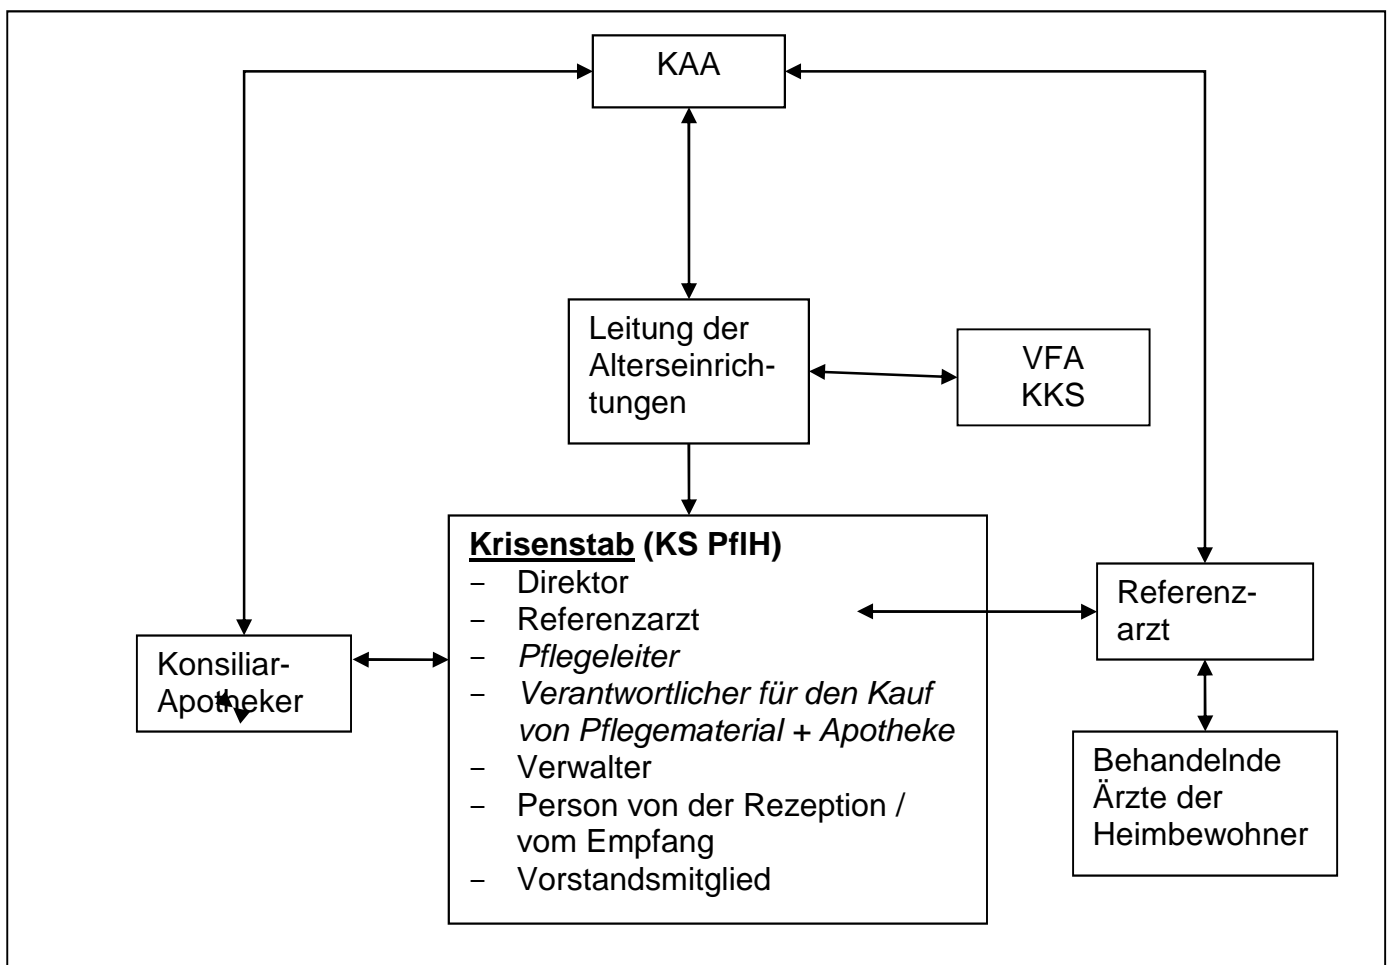 KAA
Leitung der
Alterseinrich-
tungen
VFA
KKS
Krisenstab (KS PflH)
– Direktor
– Referenzarzt
– Pflegeleiter
– Verantwortlicher für den Kauf
von Pflegematerial + Apotheke
– Verwalter
– Person von der Rezeption /
vom Empfang
– Vorstandsmitglied
Konsiliar-
Apotheker
Referenz-
arzt
Behandelnde
Ärzte der
Heimbewohner